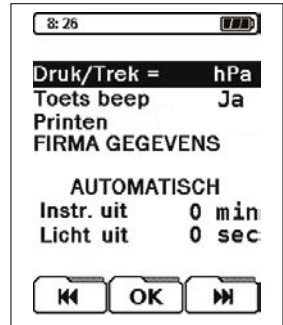 8:26
Druk/Trek = hPa
Toets beep Ja
Printen
FIRMA GEGEVENS
AUTOMATISCH
Instr. uit 0 min
Licht uit 0 sec
OK